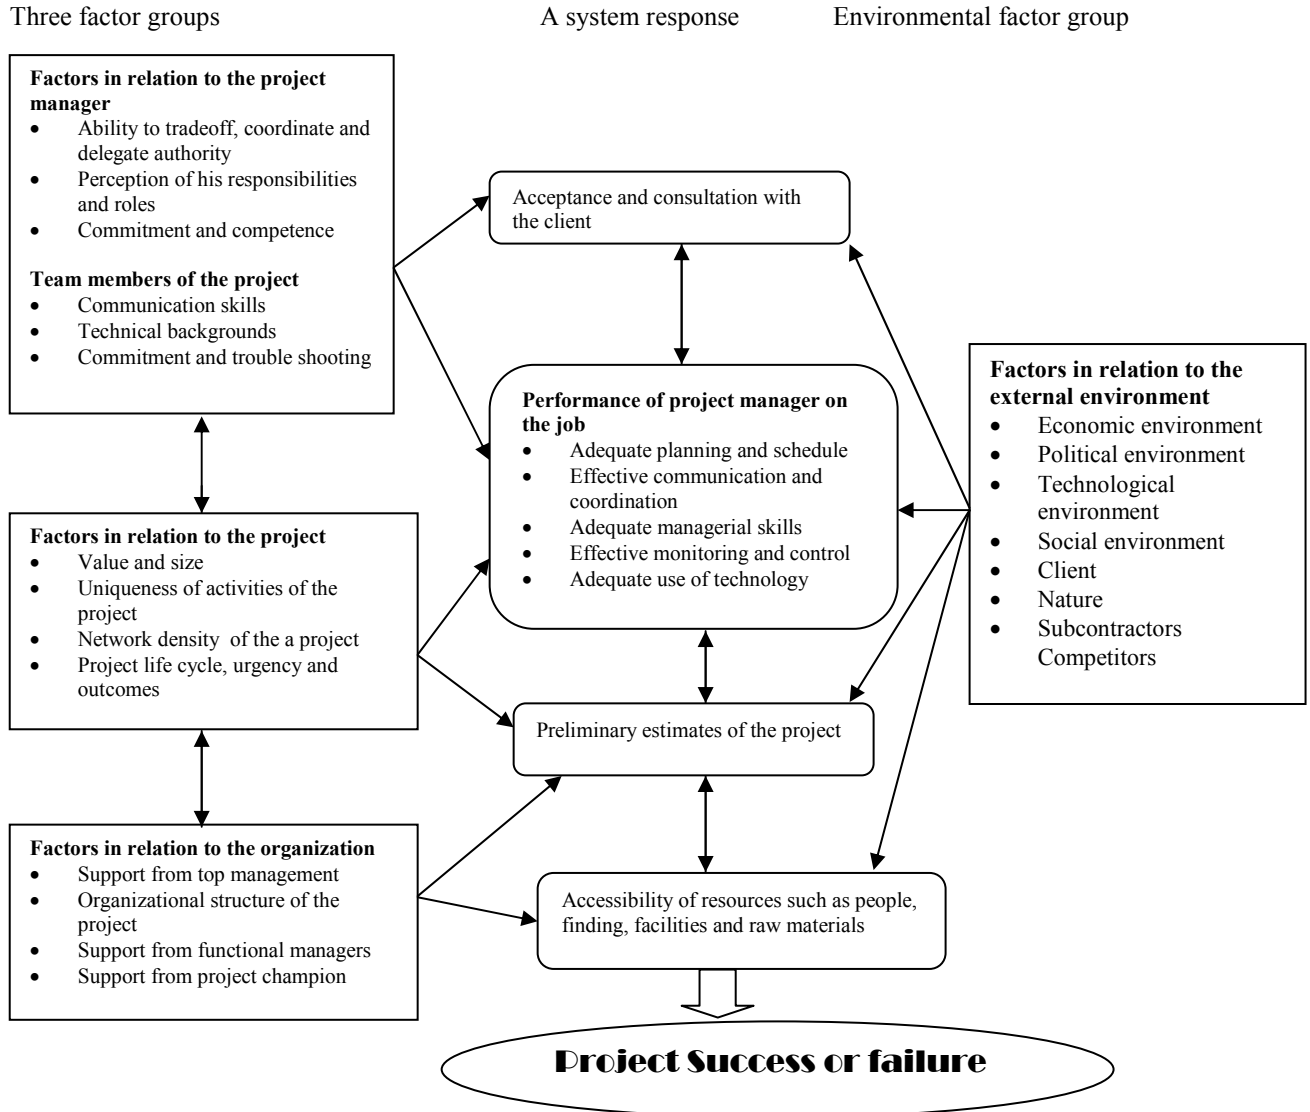 Three factor groups
A system response
Environmental factor group
Factors in relation to the project
manager
• Ability to tradeoff, coordinate and
delegate authority
• Perception of his responsibilities
and roles
• Commitment and competence
Team members of the project
• Communication skills
• Technical backgrounds
• Commitment and trouble shooting
Factors in relation to the project
• Value and size
• Uniqueness of activities of the
project
• Network density of the a project
• Project life cycle, urgency and
outcomes
Factors in relation to the organization
• Support from top management
• Organizational structure of the
project
• Support from functional managers
• Support from project champion
Acceptance and consultation with
the client
Performance of project manager on
the job
• Adequate planning and schedule
• Effective communication and
coordination
• Adequate managerial skills
• Effective monitoring and control
• Adequate use of technology
Preliminary estimates of the project
Accessibility of resources such as people,
finding, facilities and raw materials
Factors in relation to the
external environment
• Economic environment
• Political environment
• Technological
environment
• Social environment
• Client
• Nature
• Subcontractors
Competitors
Project Success or failure